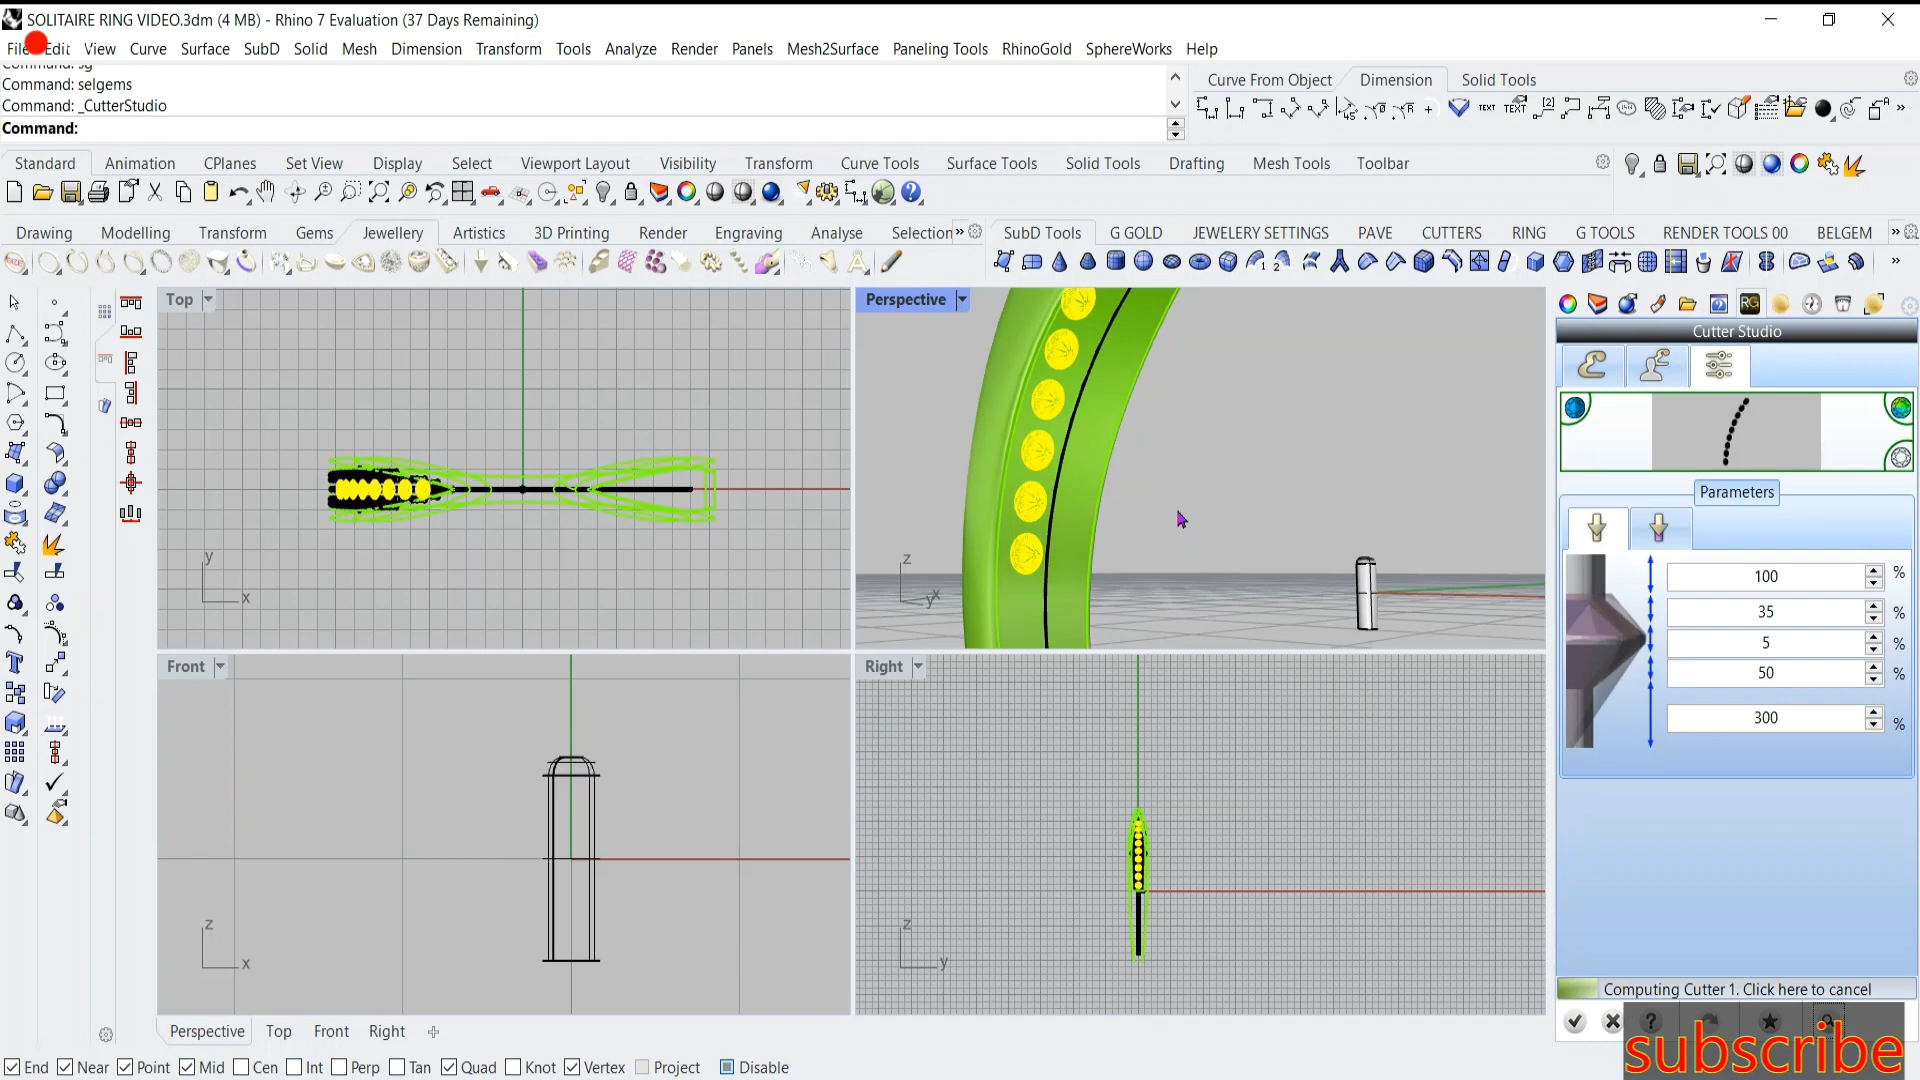 SOLITAIRE RING VIDEO.3dm (4 MB) - Rhino 7 Evaluation (37 Days Remaining)
File Edit View Curve Surface SubD Solid Mesh Dimension Transform Tools Analyze Render Panels Mesh2Surface Paneling Tools RhinoGold SphereWorks Help
Command: sg
Command: selgems
Command: _CutterStudio
Command:
Curve From Object Dimension Solid Tools
TEXT TEXT
Standard Animation CPlanes Set View Display Select Viewport Layout Visibility Transform Curve Tools Surface Tools Solid Tools Drafting Mesh Tools Toolbar
Drawing Modelling Transform Gems Jewellery Artistics 3D Printing Render Engraving Analyse Selection » SubD Tools G GOLD JEWELERY SETTINGS PAVE CUTTERS RING G TOOLS RENDER TOOLS 00 BELGEM »
Top
Perspective
RG
Cutter Studio
Parameters
100 %
35 %
5 %
50 %
300 %
y
x
z
x
y
Front
Right
z
x
z
y
Computing Cutter 1. Click here to cancel
Perspective Top Front Right
subscribe
End Near Point Mid Cen Int Perp Tan Quad Knot Vertex Project Disable